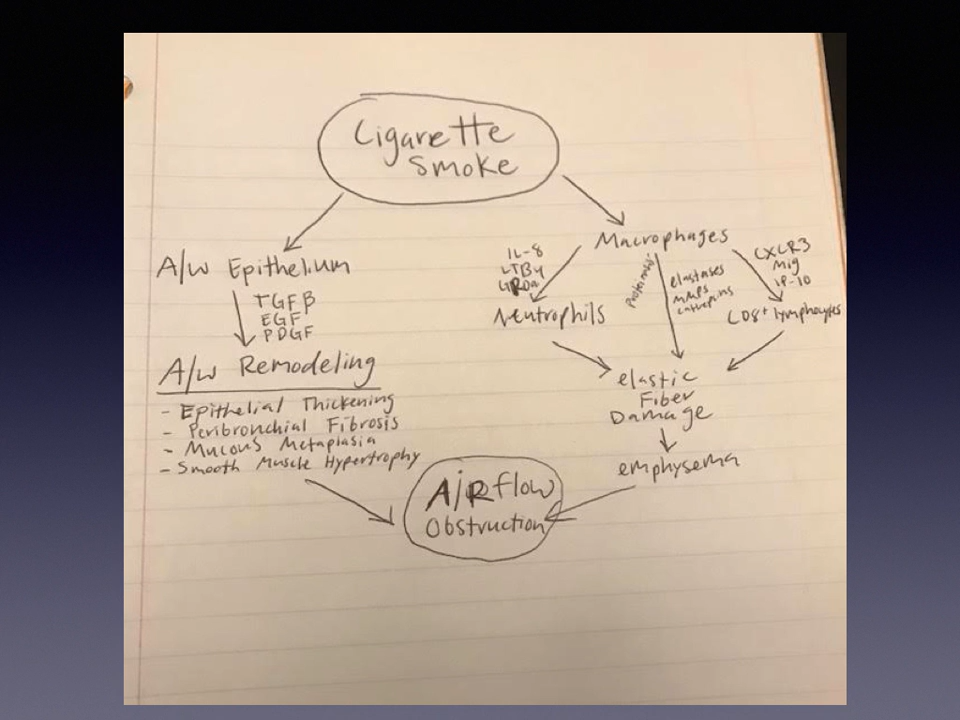 Cigarette
Smoke
A/w Epithelium
TGFβ
EGF
PDGF
A/w Remodeling
- Epithelial Thickening
- Peribronchial Fibrosis
- Mucous Metaplasia
- Smooth Muscle Hypertrophy
Macrophages
IL-8
LTB4
GROα
Neutrophils
elastases
MMPs
CXCR3
Mig
IP-10
CD8+ lymphocytes
elastic
Fiber
Damage
emphysema
Airflow
Obstruction